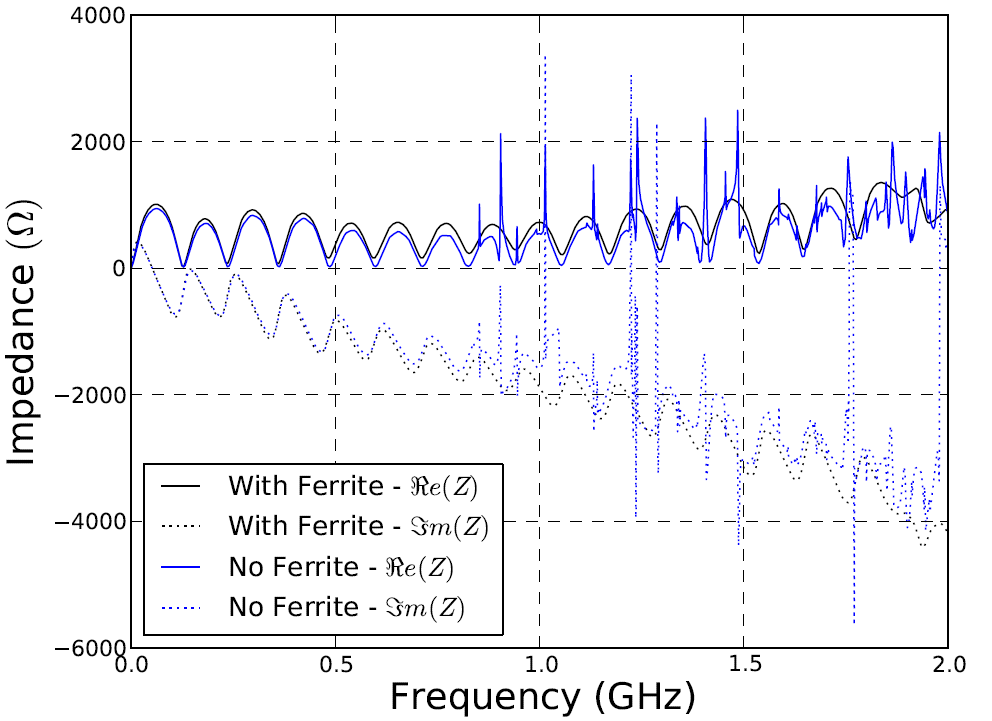 4000
2000
0
−2000
−4000
−6000
Impedance (Ω)
With Ferrite - ℜe(Z)
With Ferrite - ℑm(Z)
No Ferrite - ℜe(Z)
No Ferrite - ℑm(Z)
0.0 0.5 1.0 1.5 2.0
Frequency (GHz)